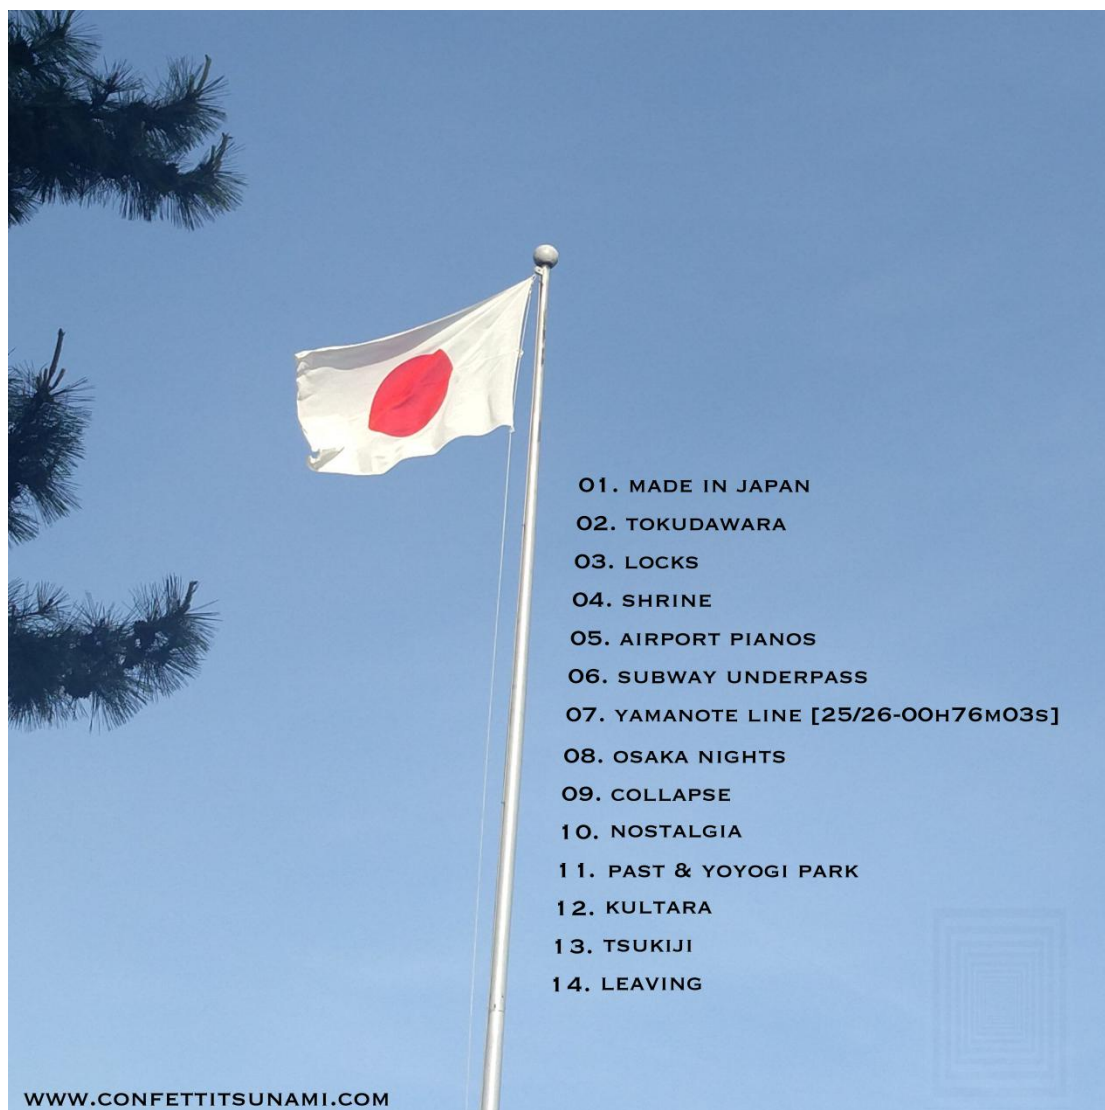 01. MADE IN JAPAN
02. TOKUDAWARA
03. LOCKS
04. SHRINE
05. AIRPORT PIANOS
06. SUBWAY UNDERPASS
07. YAMANOTE LINE [25/26-00H76M03S]
08. OSAKA NIGHTS
09. COLLAPSE
10. NOSTALGIA
11. PAST & YOYOGI PARK
12. KULTARA
13. TSUKIJI
14. LEAVING
WWW.CONFETTITSUNAMI.COM